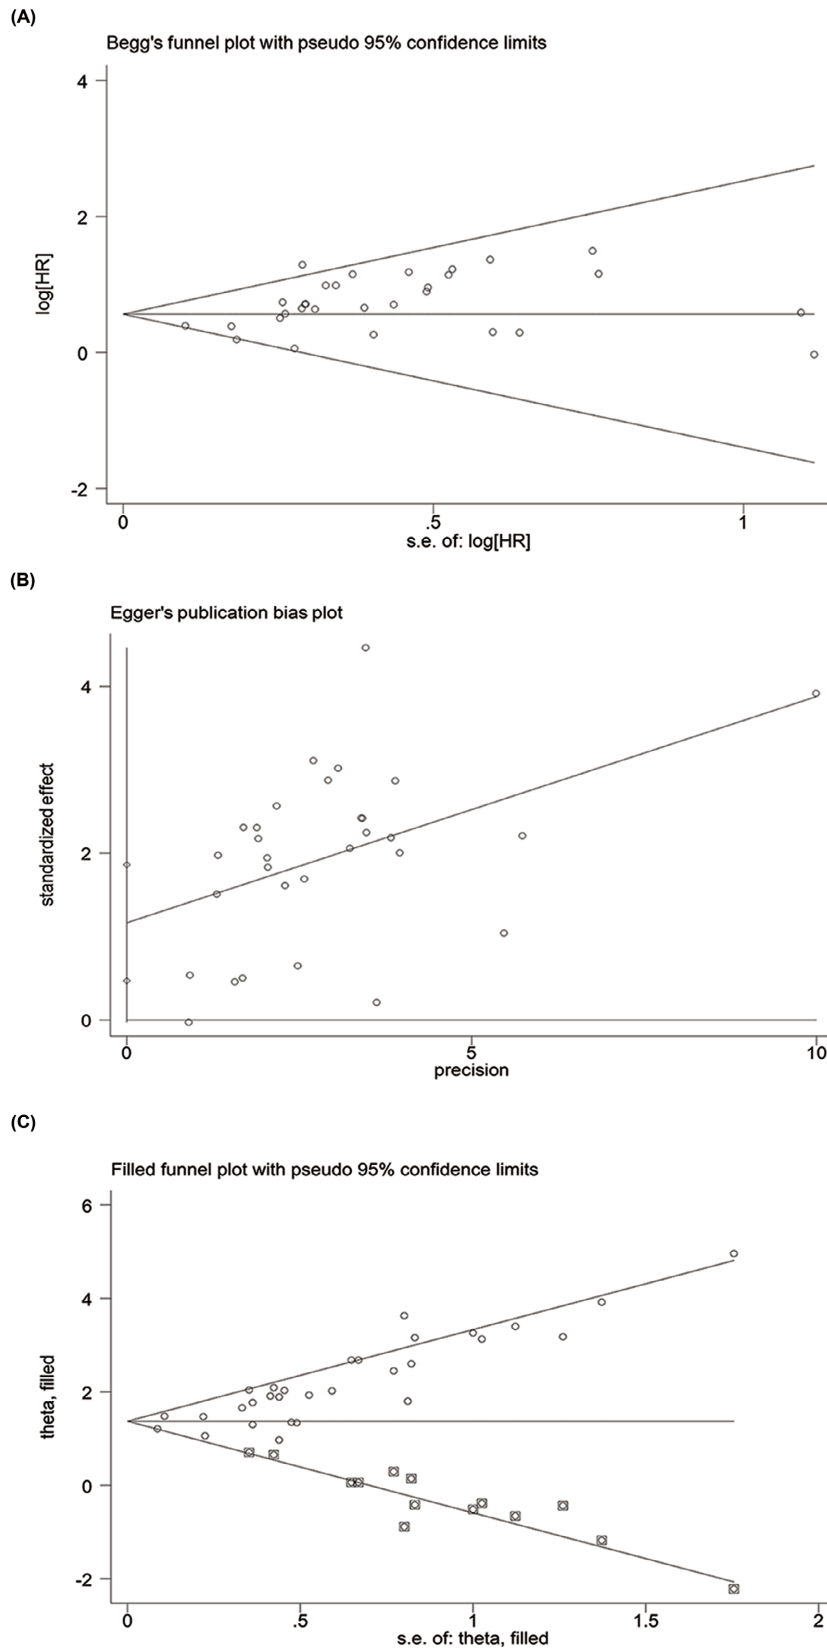 (A)
Begg's funnel plot with pseudo 95% confidence limits
4
2
0
-2
log[HR]
0 .5 1
s.e. of: log[HR]
(B)
Egger's publication bias plot
4
2
0
standardized effect
0 5 10
precision
(C)
Filled funnel plot with pseudo 95% confidence limits
6
4
2
0
-2
theta, filled
0 .5 1 1.5 2
s.e. of: theta, filled